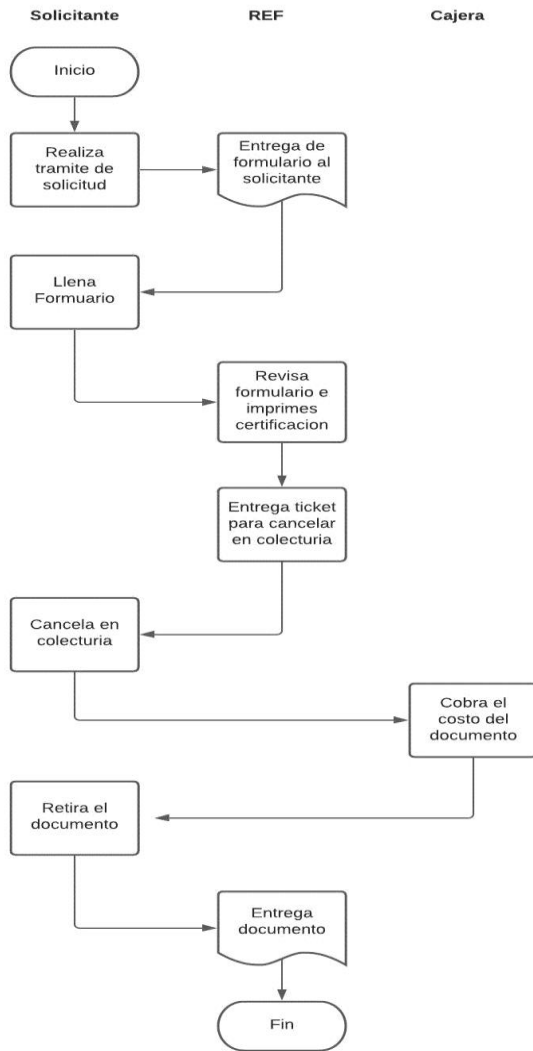 Solicitante REF Cajera
Inicio
Realiza
tramite de
solicitud
Entrega de
formulario al
solicitante
Llena
Formuario
Revisa
formulario e
imprimes
certificacion
Entrega ticket
para cancelar
en colecturia
Cancela en
colecturia
Cobra el
costo del
documento
Retira el
documento
Entrega
documento
Fin